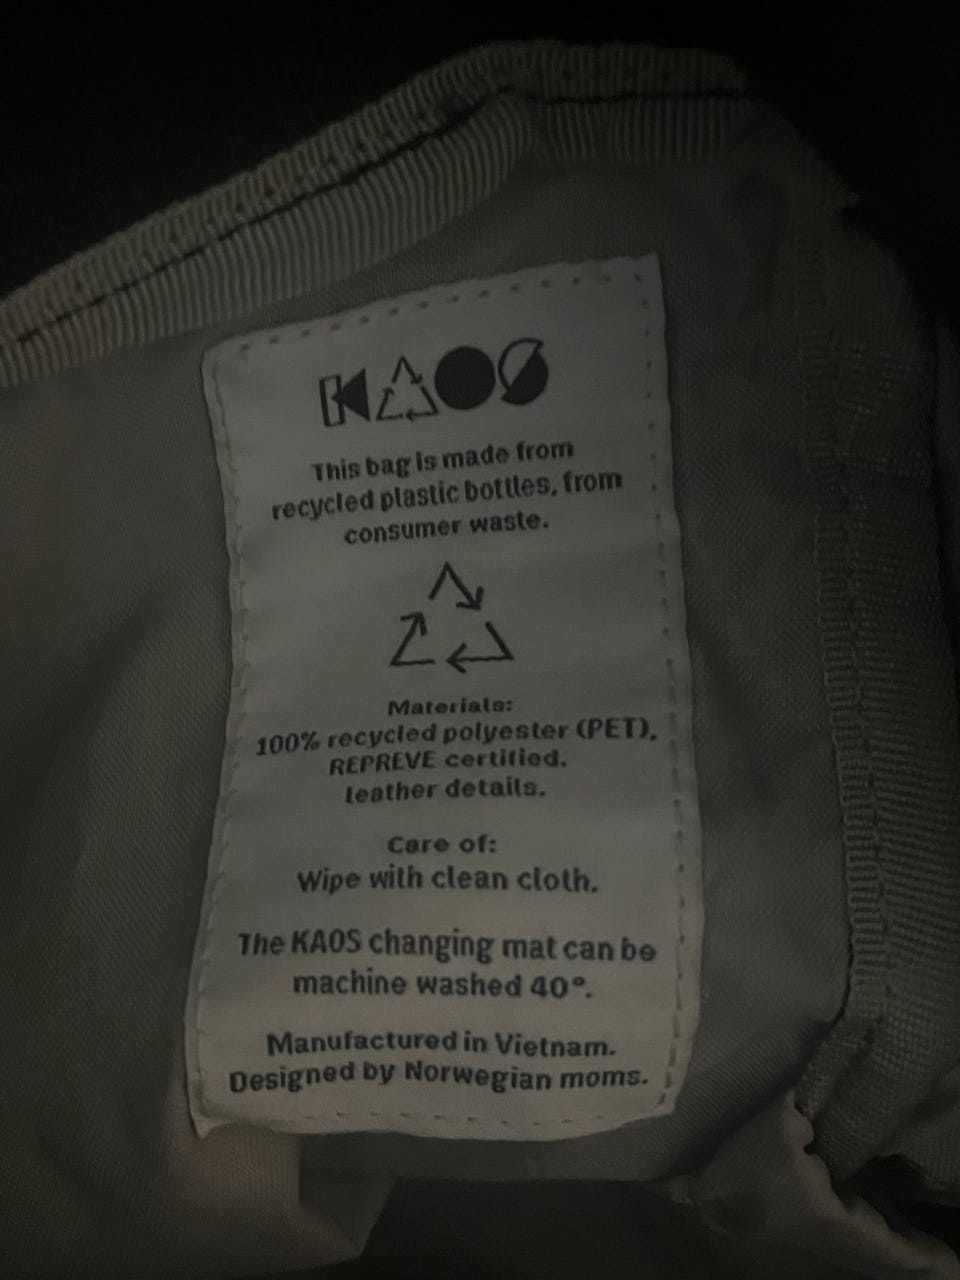 KAOS
This bag is made from
recycled plastic bottles, from
consumer waste.
Materials:
100% recycled polyester (PET),
REPREVE certified.
leather details.
Care of:
Wipe with clean cloth.
The KAOS changing mat can be
machine washed 40°.
Manufactured in Vietnam.
Designed by Norwegian moms.